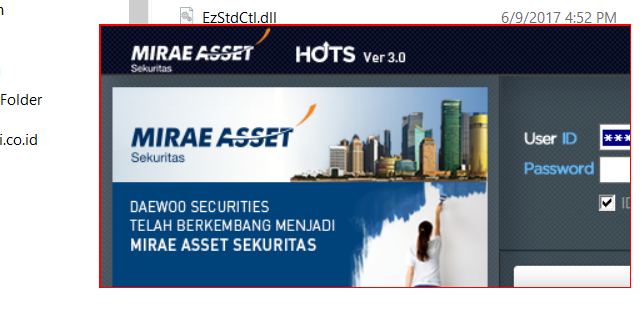 EzStdCtl.dll 6/9/2017 4:52 PM
MIRAE ASSET
Sekuritas
HOTS Ver 3.0
Folder
i.co.id
MIRAE ASSET
Sekuritas
User ID ***
Password
ID
DAEWOO SECURITIES
TELAH BERKEMBANG MENJADI
MIRAE ASSET SEKURITAS